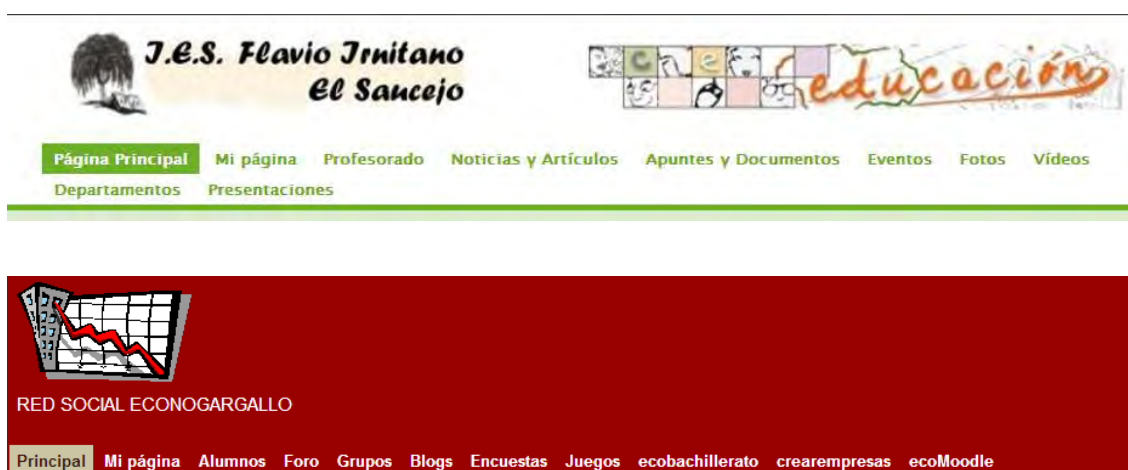 I.E.S. Flavio Irnitano
El Saucejo
educación
Página Principal Mi página Profesorado Noticias y Artículos Apuntes y Documentos Eventos Fotos Vídeos
Departamentos Presentaciones
RED SOCIAL ECONOGARGALLO
Principal Mi página Alumnos Foro Grupos Blogs Encuestas Juegos ecobachillerato crearempresas ecoMoodle